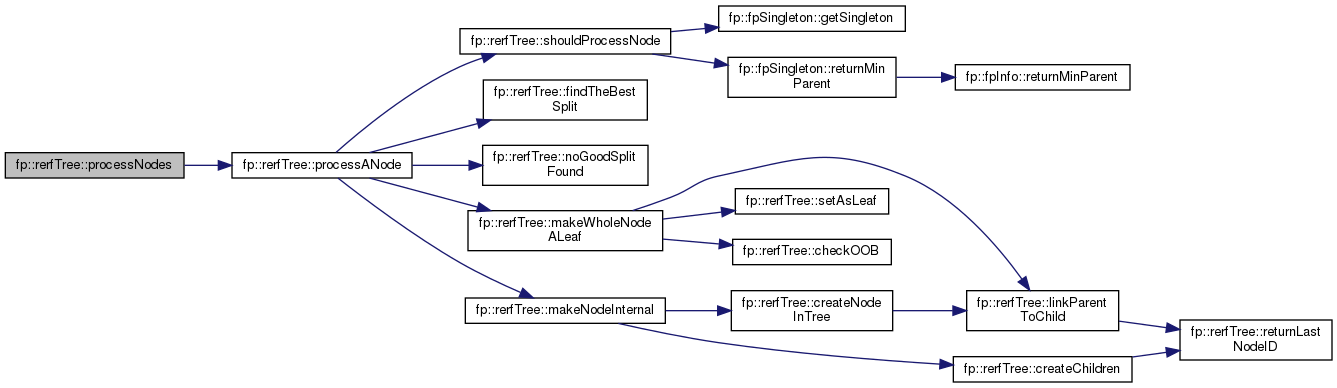 fp::fpSingleton::getSingleton
fp::rerfTree::shouldProcessNode
fp::fpSingleton::returnMin
Parent
fp::fpInfo::returnMinParent
fp::rerfTree::findTheBest
Split
fp::rerfTree::processNodes
fp::rerfTree::processANode
fp::rerfTree::noGoodSplit
Found
fp::rerfTree::makeWholeNode
ALeaf
fp::rerfTree::setAsLeaf
fp::rerfTree::checkOOB
fp::rerfTree::makeNodeInternal
fp::rerfTree::createNode
InTree
fp::rerfTree::linkParent
ToChild
fp::rerfTree::returnLast
NodeID
fp::rerfTree::createChildren